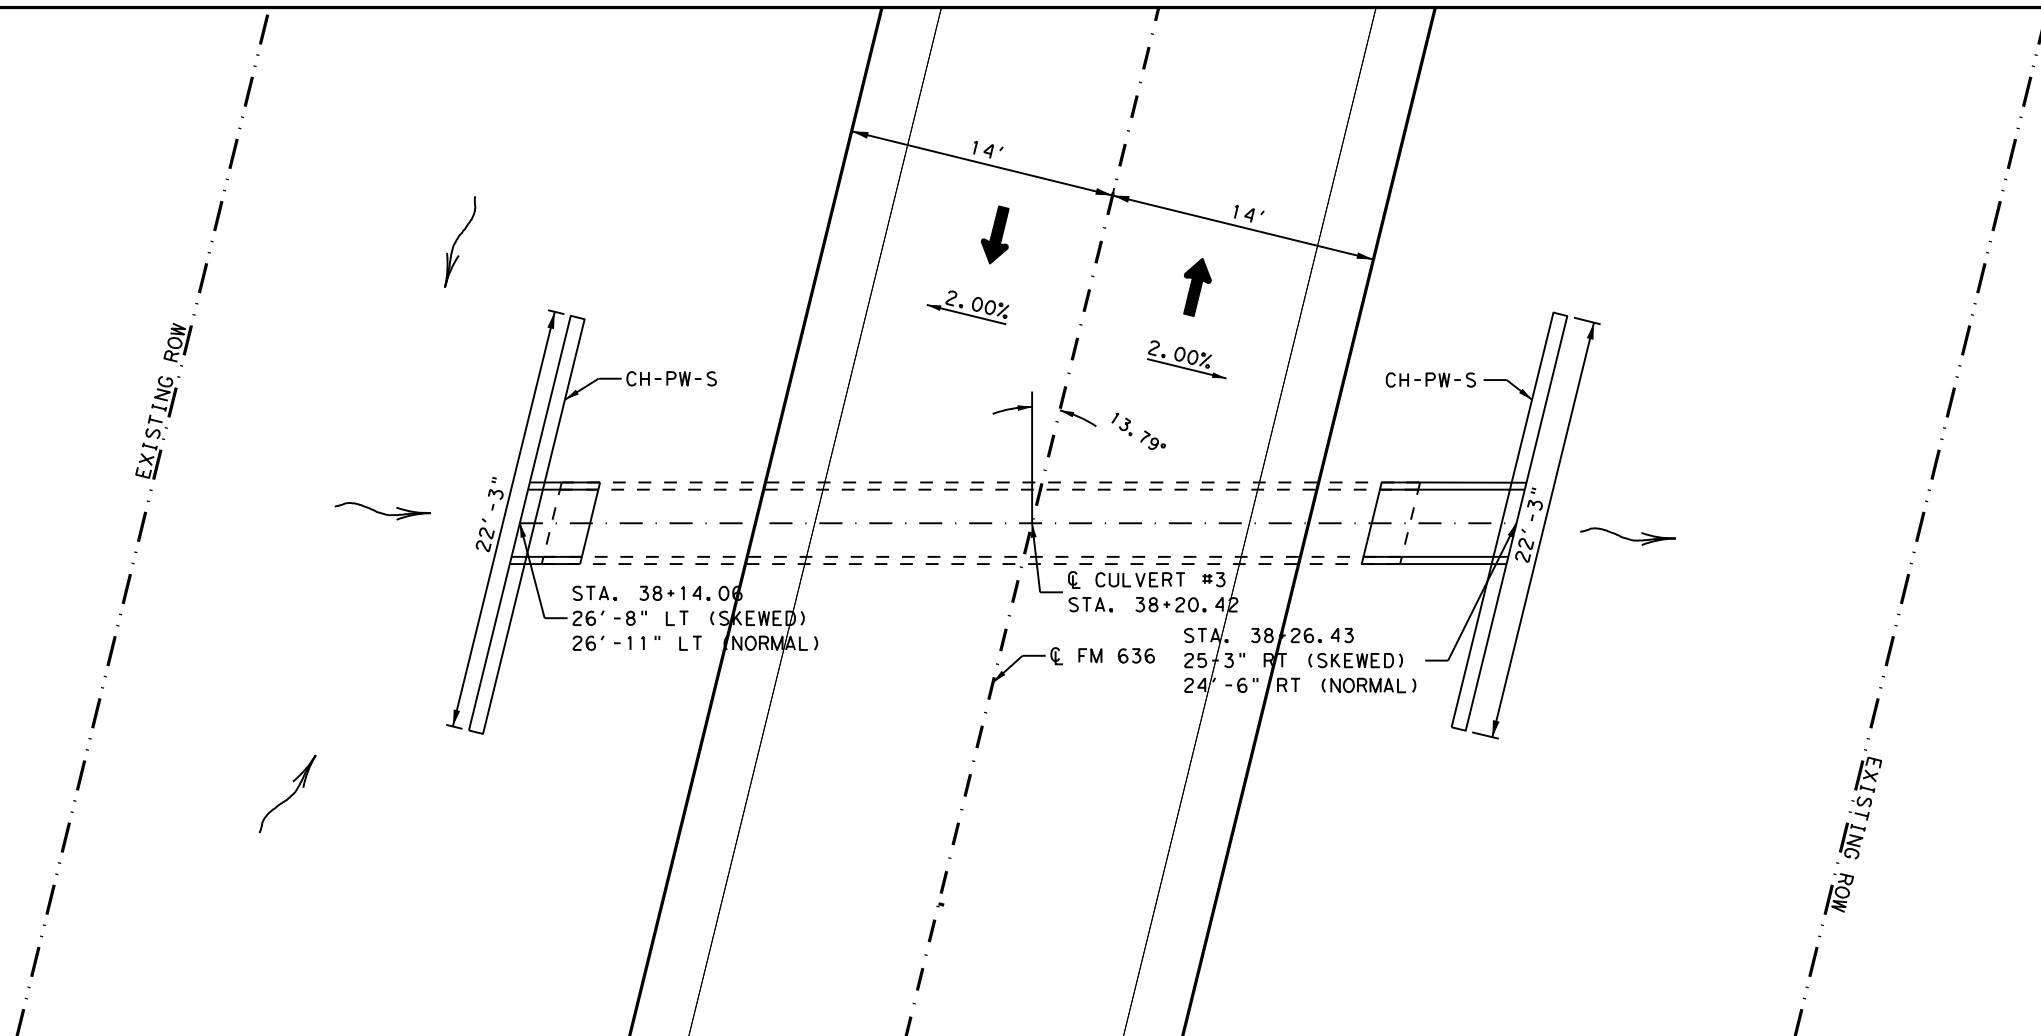 14'
14'
2.00%
2.00%
EXISTING ROW
CH-PW-S
CH-PW-S
13.79°
22'-3"
22'-3"
STA. 38+14.06
26'-8" LT (SKEWED)
26'-11" LT (NORMAL)
℄ CULVERT #3
STA. 38+20.42
STA. 38+26.43
25-3" RT (SKEWED)
24'-6" RT (NORMAL)
℄ FM 636
EXISTING ROW